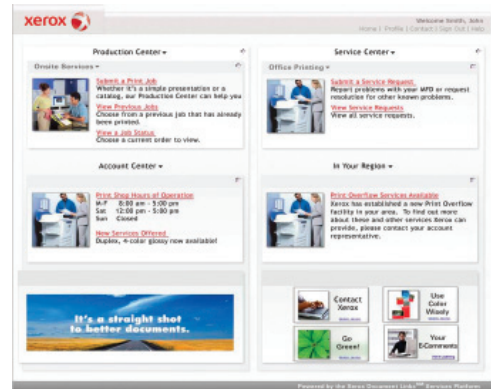 xerox
Welcome Smith, John
Home | Profile | Contact | Sign Out | Help
Production Center
Onsite Services
Submit a Print Job
Whether it's a simple presentation or a
catalog, our Production Center can help you
View Previous Jobs
Choose from a previous job that has already
been printed.
View a Job Status
Choose a current order to view.
Service Center
Office Printing
Submit a Service Request
Report problems with your MFD or request
resolution for other known problems.
View Service Requests
View all service requests.
Account Center
Print Shop Hours of Operation
M-F 8:00 am - 5:00 pm
Sat 12:00 pm - 5:00 pm
Sun Closed
New Services Offered
Duplex, 4-color glossy now available!
In Your Region
Print Overflow Services Available
Xerox has established a new Print Overflow
facility in your area. To find out more
about these and other services Xerox can
provide, please contact your account
representative.
It's a straight shot
to better documents.
Contact
Xerox
Use
Color
Wisely
Go
Green!
Your
E-Comments
Powered by the Xerox Document Links Services Platform